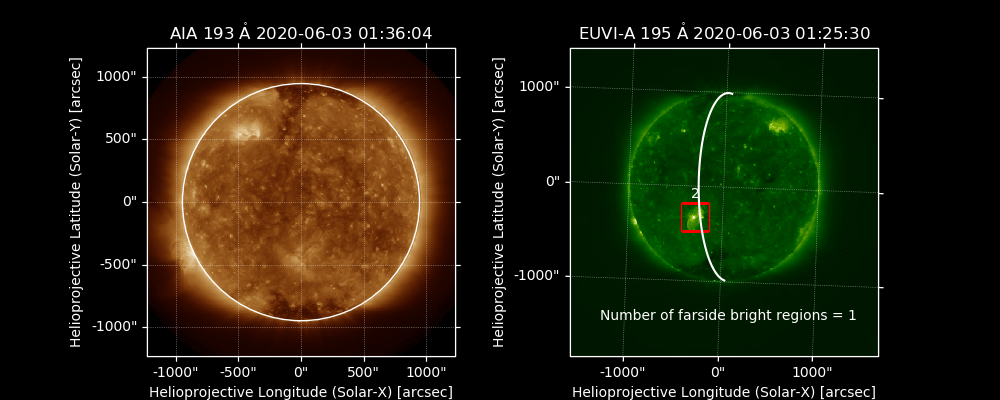 AIA 193 Å 2020-06-03 01:36:04
Helioprojective Latitude (Solar-Y) [arcsec]
1000"
500"
0"
-500"
-1000"
-1000"
-500"
0"
500"
1000"
Helioprojective Longitude (Solar-X) [arcsec]
EUVI-A 195 Å 2020-06-03 01:25:30
Helioprojective Latitude (Solar-Y) [arcsec]
1000"
0"
-1000"
2
Number of farside bright regions = 1
-1000"
0"
1000"
Helioprojective Longitude (Solar-X) [arcsec]